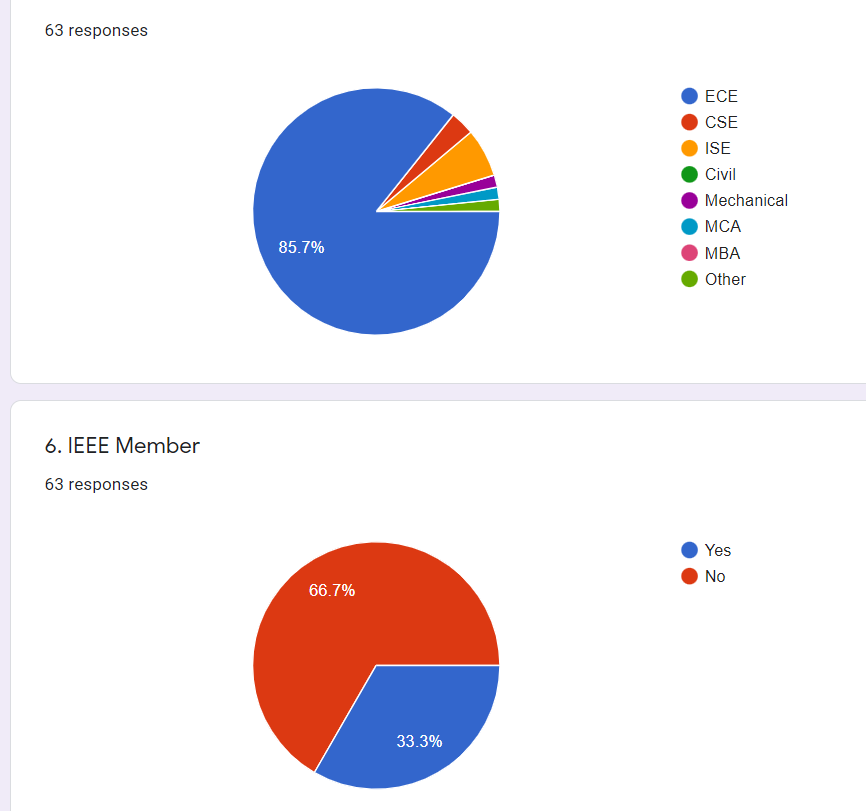 63 responses
85.7%
ECE
CSE
ISE
Civil
Mechanical
MCA
MBA
Other
6. IEEE Member
63 responses
66.7%
33.3%
Yes
No